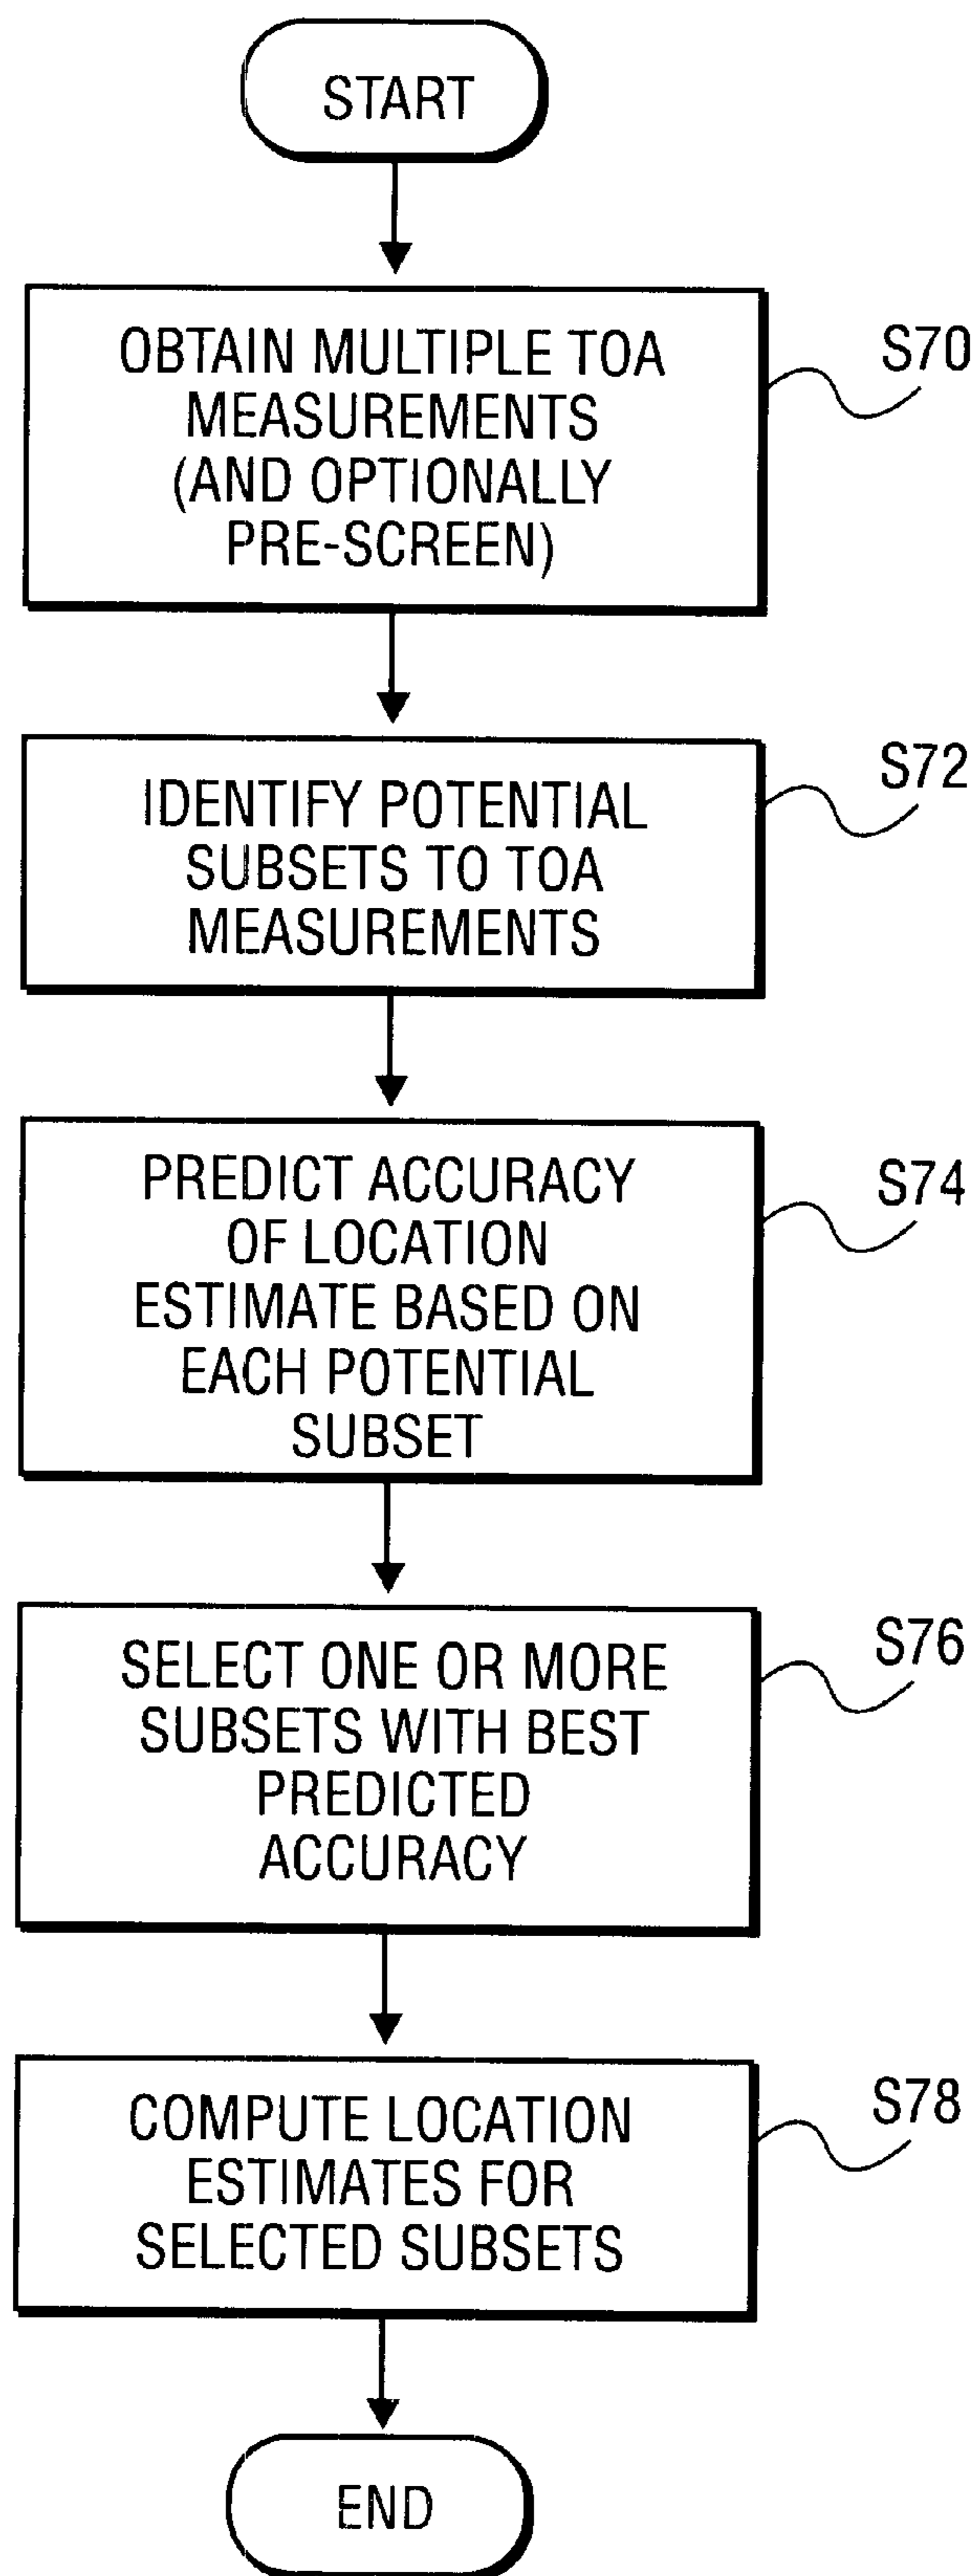 START
OBTAIN MULTIPLE TOA
MEASUREMENTS
(AND OPTIONALLY
PRE-SCREEN)
S70
IDENTIFY POTENTIAL
SUBSETS TO TOA
MEASUREMENTS
S72
PREDICT ACCURACY
OF LOCATION
ESTIMATE BASED ON
EACH POTENTIAL
SUBSET
S74
SELECT ONE OR MORE
SUBSETS WITH BEST
PREDICTED
ACCURACY
S76
COMPUTE LOCATION
ESTIMATES FOR
SELECTED SUBSETS
S78
END